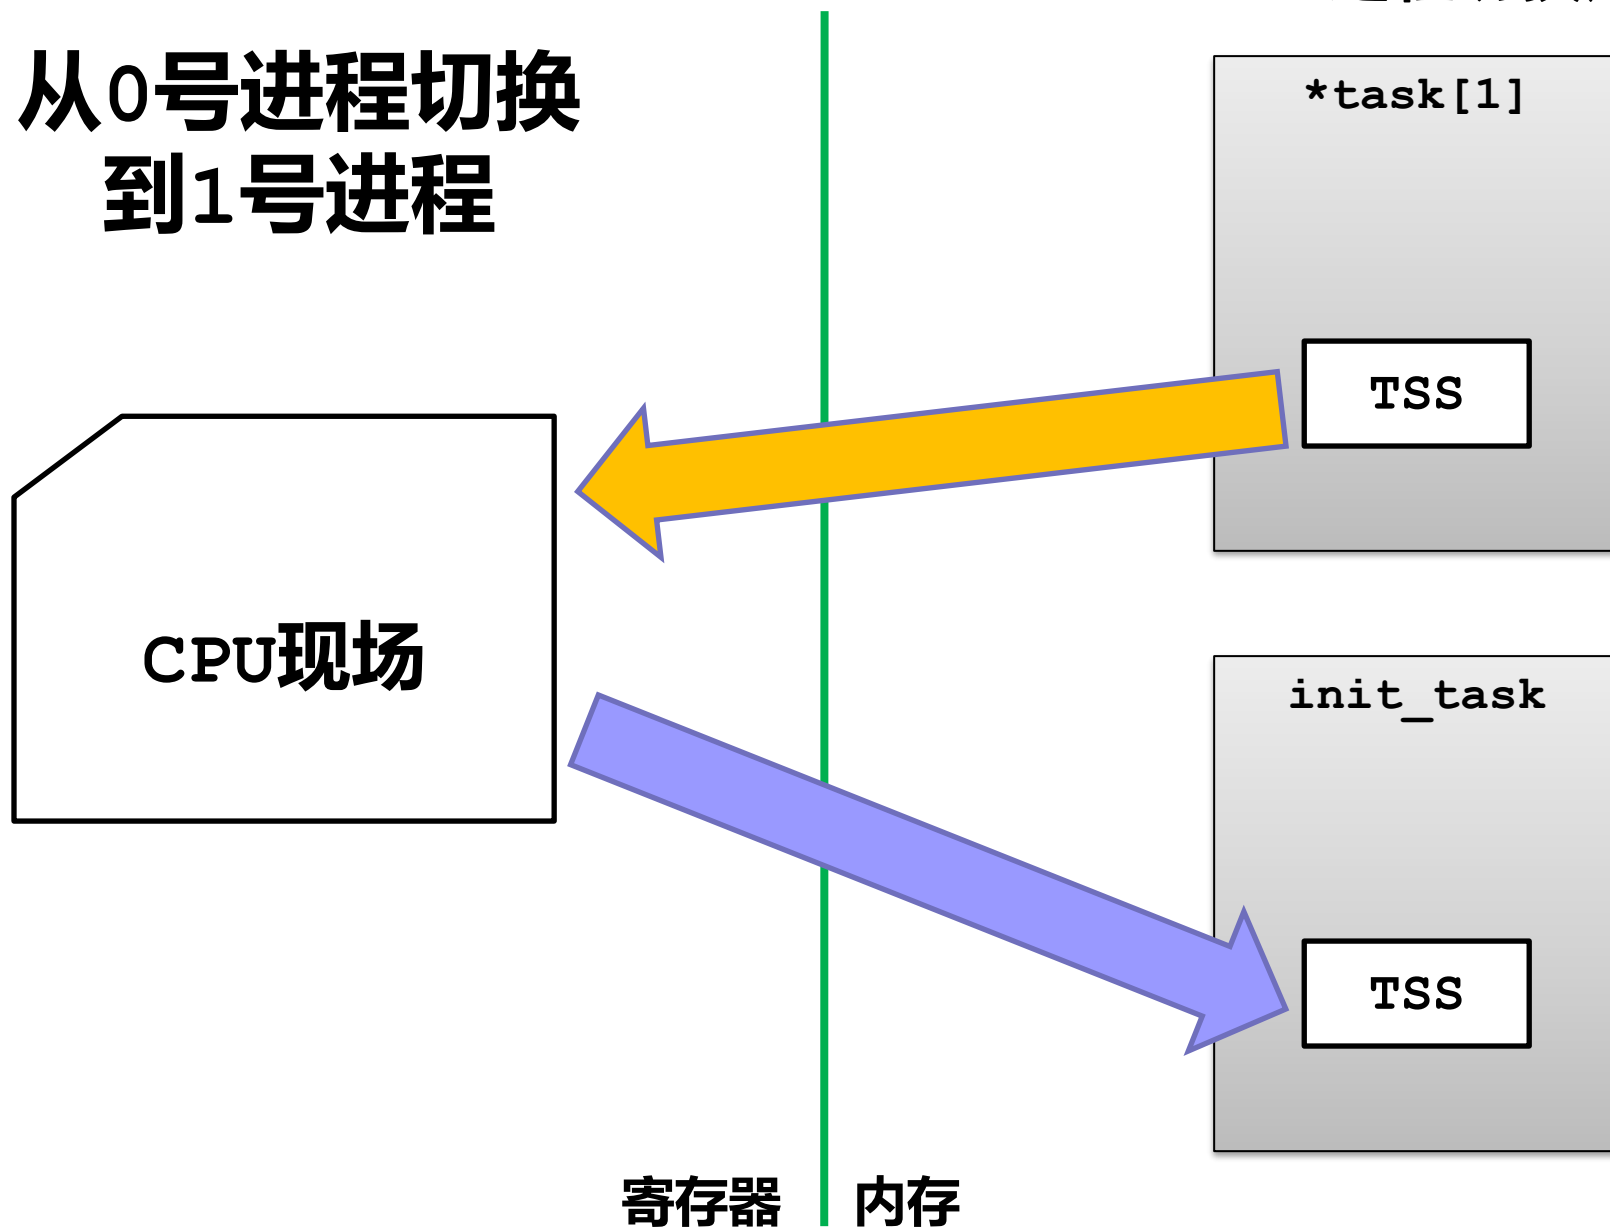 从0号进程切换
到1号进程
*task[1]
TSS
CPU现场
init_task
TSS
寄存器
内存